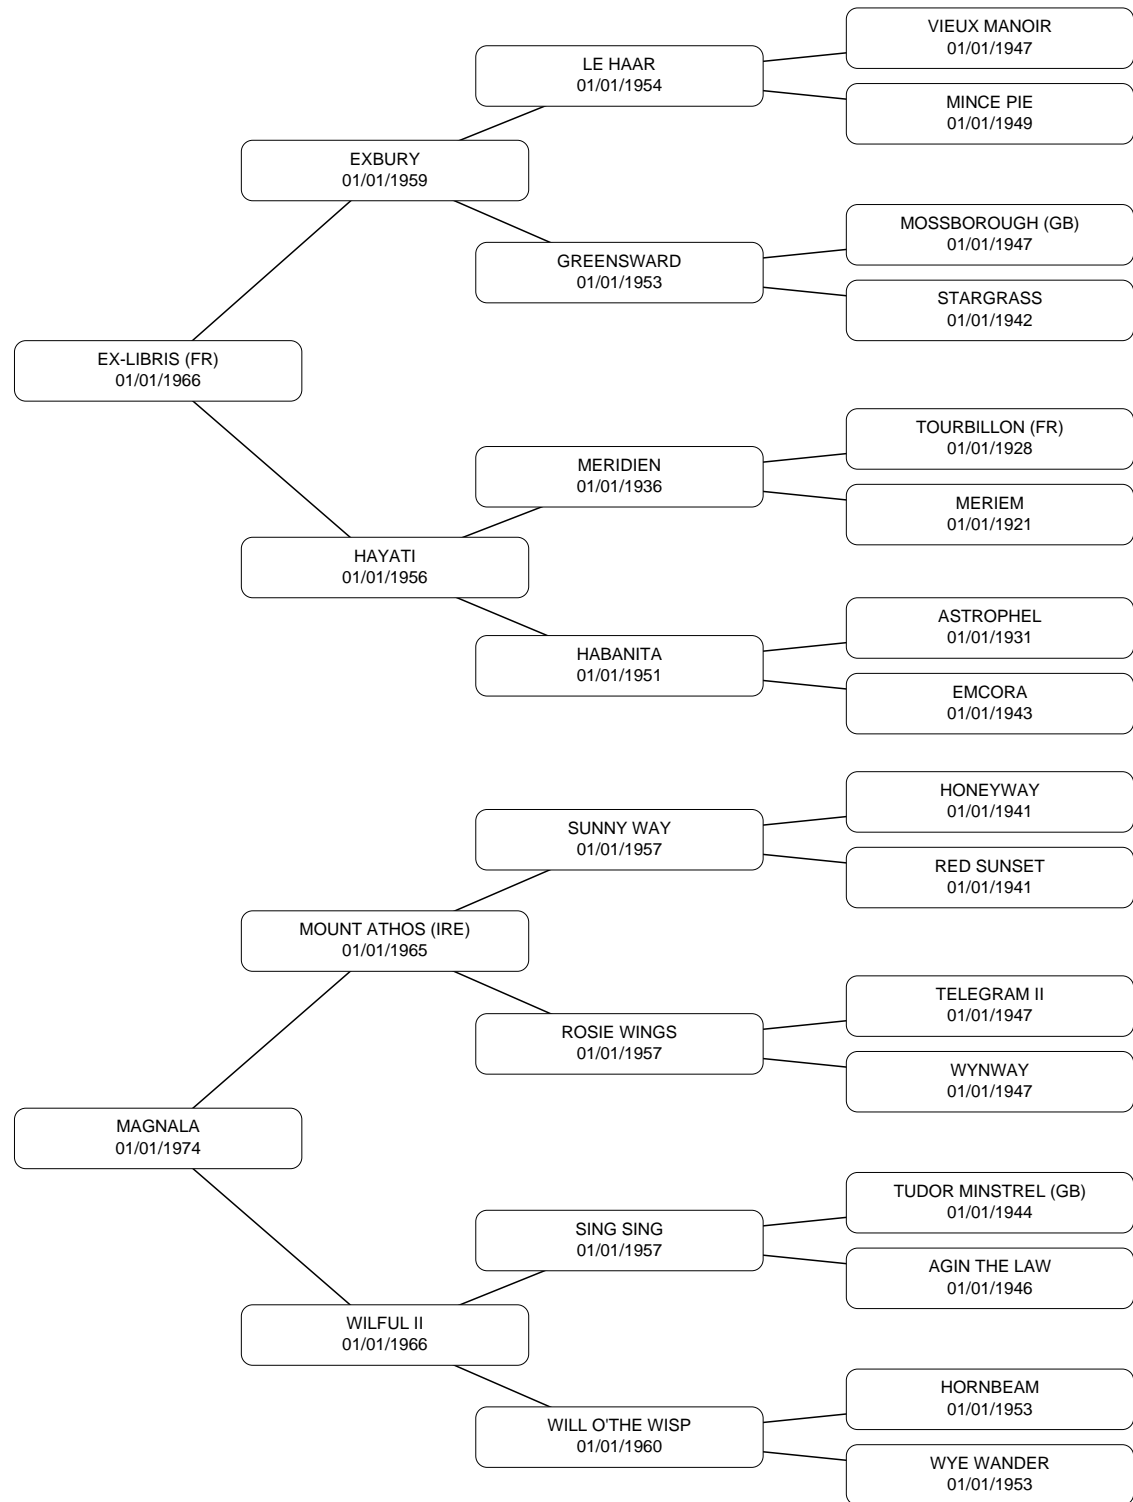 VIEUX MANOIR
01/01/1947
LE HAAR
01/01/1954
MINCE PIE
01/01/1949
EXBURY
01/01/1959
MOSSBOROUGH (GB)
01/01/1947
GREENSWARD
01/01/1953
STARGRASS
01/01/1942
EX-LIBRIS (FR)
01/01/1966
TOURBILLON (FR)
01/01/1928
MERIDIEN
01/01/1936
MERIEM
01/01/1921
HAYATI
01/01/1956
ASTROPHEL
01/01/1931
HABANITA
01/01/1951
EMCORA
01/01/1943
HONEYWAY
01/01/1941
SUNNY WAY
01/01/1957
RED SUNSET
01/01/1941
MOUNT ATHOS (IRE)
01/01/1965
TELEGRAM II
01/01/1947
ROSIE WINGS
01/01/1957
WYNWAY
01/01/1947
MAGNALA
01/01/1974
TUDOR MINSTREL (GB)
01/01/1944
SING SING
01/01/1957
AGIN THE LAW
01/01/1946
WILFUL II
01/01/1966
HORNBEAM
01/01/1953
WILL O'THE WISP
01/01/1960
WYE WANDER
01/01/1953